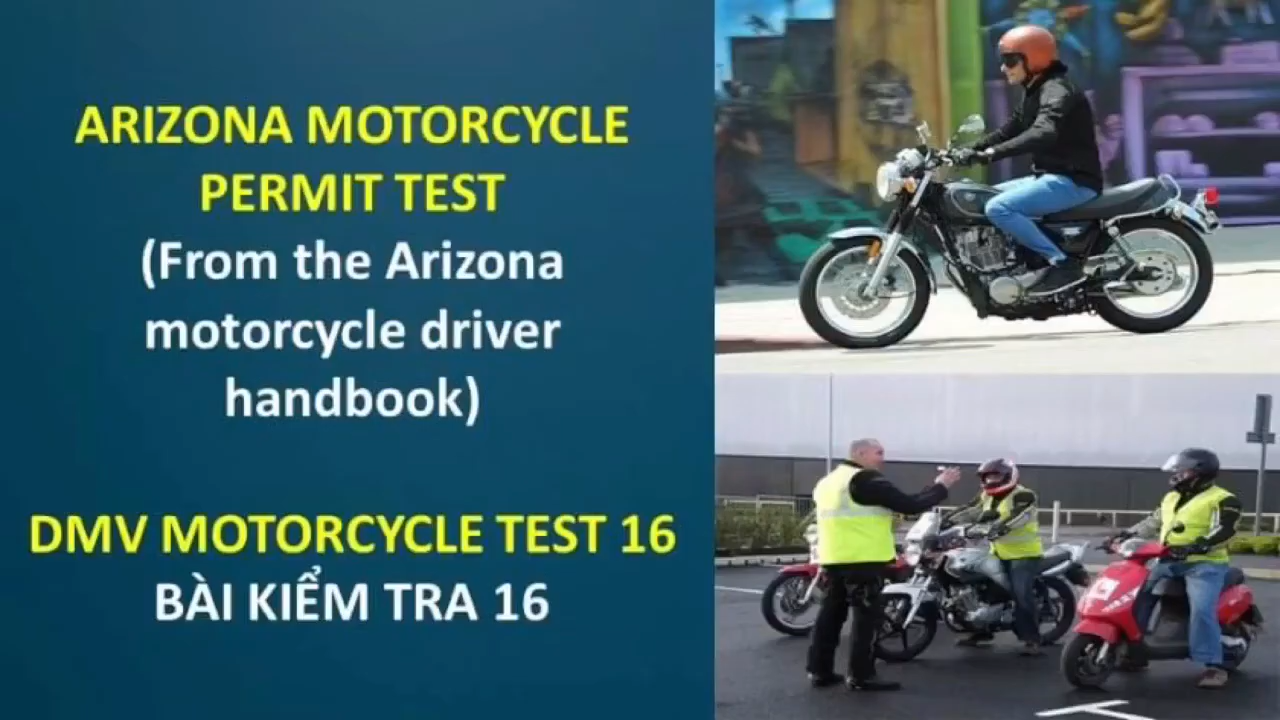 ARIZONA MOTORCYCLE
PERMIT TEST
(From the Arizona
motorcycle driver
handbook)
DMV MOTORCYCLE TEST 16
BÀI KIỂM TRA 16